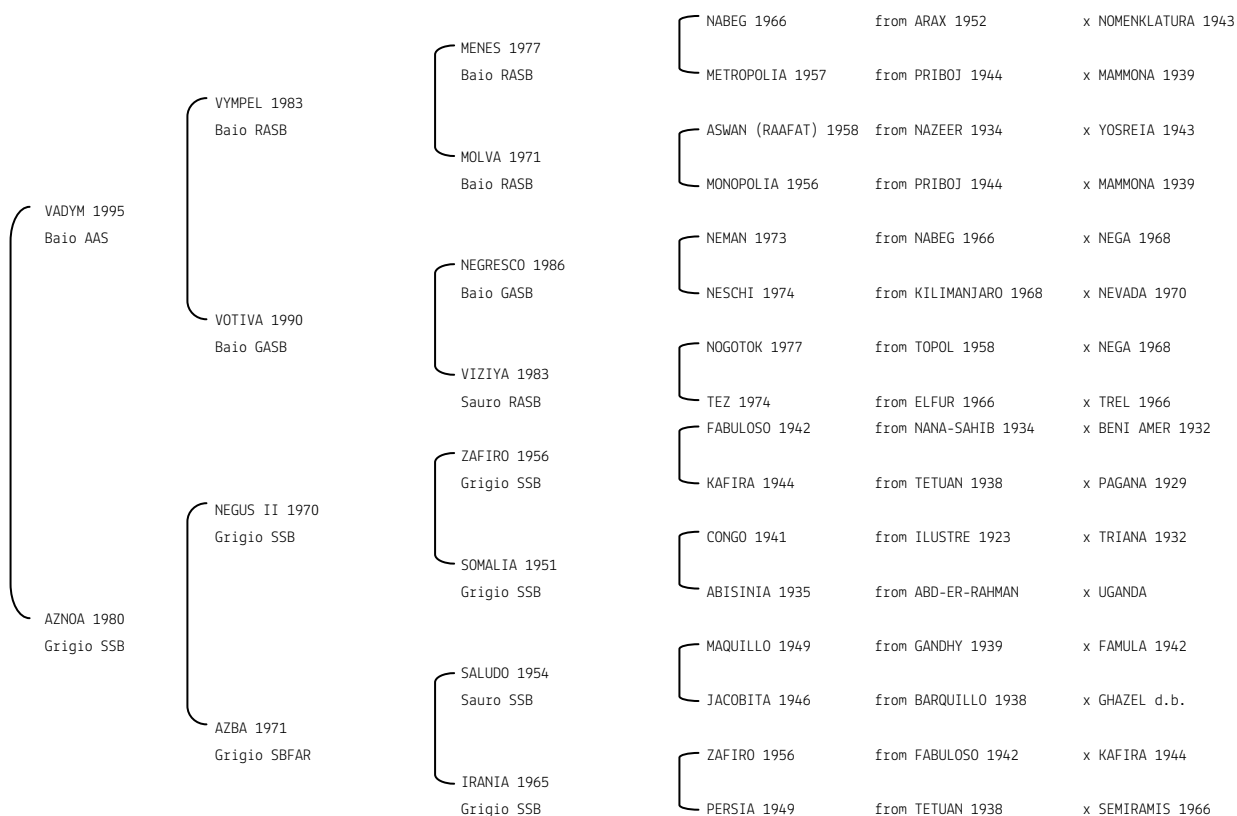 NABEG 1966 from ARAX 1952 x NOMENKLATURA 1943
MENES 1977
Baio RASB METROPOLIA 1957 from PRIBOJ 1944 x MAMMONA 1939
VYMPEL 1983
Baio RASB ASWAN (RAAFAT) 1958 from NAZEER 1934 x YOSREIA 1943
MOLVA 1971
Baio RASB MONOPOLIA 1956 from PRIBOJ 1944 x MAMMONA 1939
VADYM 1995
Baio AAS NEMAN 1973 from NABEG 1966 x NEGA 1968
NEGRESCO 1986
Baio GASB NESCHI 1974 from KILIMANJARO 1968 x NEVADA 1970
VOTIVA 1990
Baio GASB NOGOTOK 1977 from TOPOL 1958 x NEGA 1968
VIZIYA 1983
Sauro RASB TEZ 1974 from ELFUR 1966 x TREL 1966
FABULOSO 1942 from NANA-SAHIB 1934 x BENI AMER 1932
ZAFIRO 1956
Grigio SSB KAFIRA 1944 from TETUAN 1938 x PAGANA 1929
NEGUS II 1970
Grigio SSB CONGO 1941 from ILUSTRE 1923 x TRIANA 1932
SOMALIA 1951
Grigio SSB ABISINIA 1935 from ABD-ER-RAHMAN x UGANDA
AZNOA 1980
Grigio SSB MAQUILLO 1949 from GANDHY 1939 x FAMULA 1942
SALUDO 1954
Sauro SSB JACOBITA 1946 from BARQUILLO 1938 x GHAZEL d.b.
AZBA 1971
Grigio SBFAR ZAFIRO 1956 from FABULOSO 1942 x KAFIRA 1944
IRANIA 1965
Grigio SSB PERSIA 1949 from TETUAN 1938 x SEMIRAMIS 1966